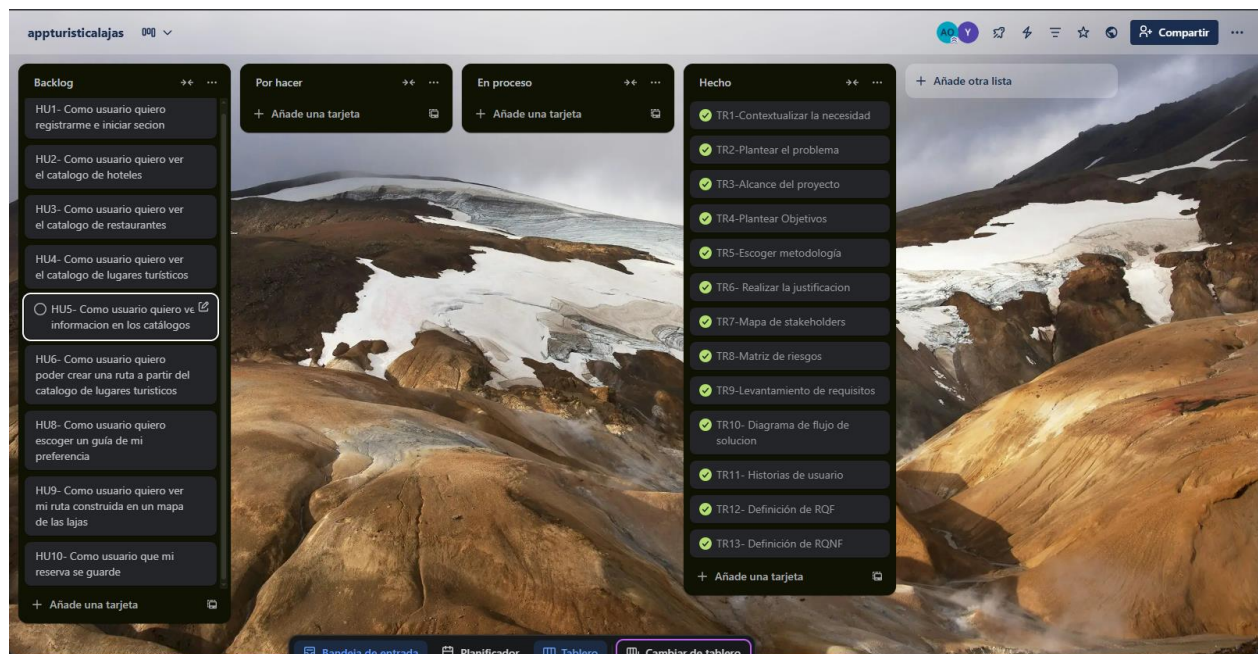 appturisticalajas
AO
Y
Compartir
Backlog
HU1- Como usuario quiero
registrarme e iniciar secion
HU2- Como usuario quiero ver
el catalogo de hoteles
HU3- Como usuario quiero ver
el catalogo de restaurantes
HU4- Como usuario quiero ver
el catalogo de lugares turísticos
HU5- Como usuario quiero ve
informacion en los catálogos
HU6- Como usuario quiero
poder crear una ruta a partir del
catalogo de lugares turisticos
HU8- Como usuario quiero
escoger un guía de mi
preferencia
HU9- Como usuario quiero ver
mi ruta construida en un mapa
de las lajas
HU10- Como usuario que mi
reserva se guarde
+ Añade una tarjeta
Por hacer
+ Añade una tarjeta
En proceso
+ Añade una tarjeta
Hecho
TR1-Contextualizar la necesidad
TR2-Plantear el problema
TR3-Alcance del proyecto
TR4-Plantear Objetivos
TR5-Escoger metodología
TR6- Realizar la justificacion
TR7-Mapa de stakeholders
TR8-Matriz de riesgos
TR9-Levantamiento de requisitos
TR10- Diagrama de flujo de
solucion
TR11- Historias de usuario
TR12- Definición de RQF
TR13- Definición de RQNF
+ Añade una tarjeta
+ Añade otra lista
Bandeja de entrada
Planificador
Tablero
Cambiar de tablero